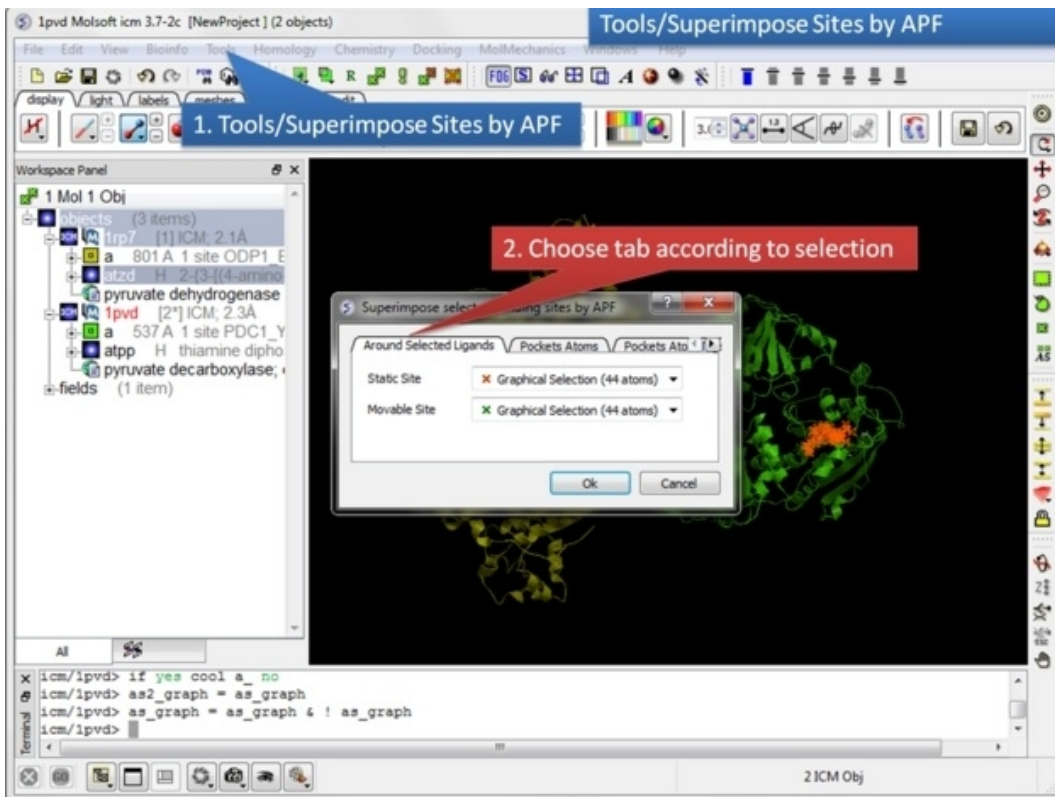 1pvd Molsoft icm 3.7-2c [NewProject ] (2 objects)
Tools/Superimpose Sites by APF
File Edit View Bioinfo Tools Homology Chemistry Docking MolMechanics Windows Help
FOG S A
display light labels meshes
1. Tools/Superimpose Sites by APF
Workspace Panel
1 Mol 1 Obj
objects (3 items)
1rp7 [1] ICM; 2.1Å
a 801 A 1 site ODP1_E
atzd H 2-{3-[(4-amino-
pyruvate dehydrogenase
1pvd [2*] ICM; 2.3Å
a 537 A 1 site PDC1_Y
atpp H thiamine dipho
pyruvate decarboxylase;
fields (1 item)
2. Choose tab according to selection
Around Selected Ligands Pockets Atoms Pockets Ato
Static Site Graphical Selection (44 atoms)
Movable Site Graphical Selection (44 atoms)
Ok Cancel
All
icm/1pvd> if yes cool a_ no
icm/1pvd> as2_graph = as_graph
icm/1pvd> as_graph = as_graph & ! as_graph
icm/1pvd>
Terminal
2 ICM Obj